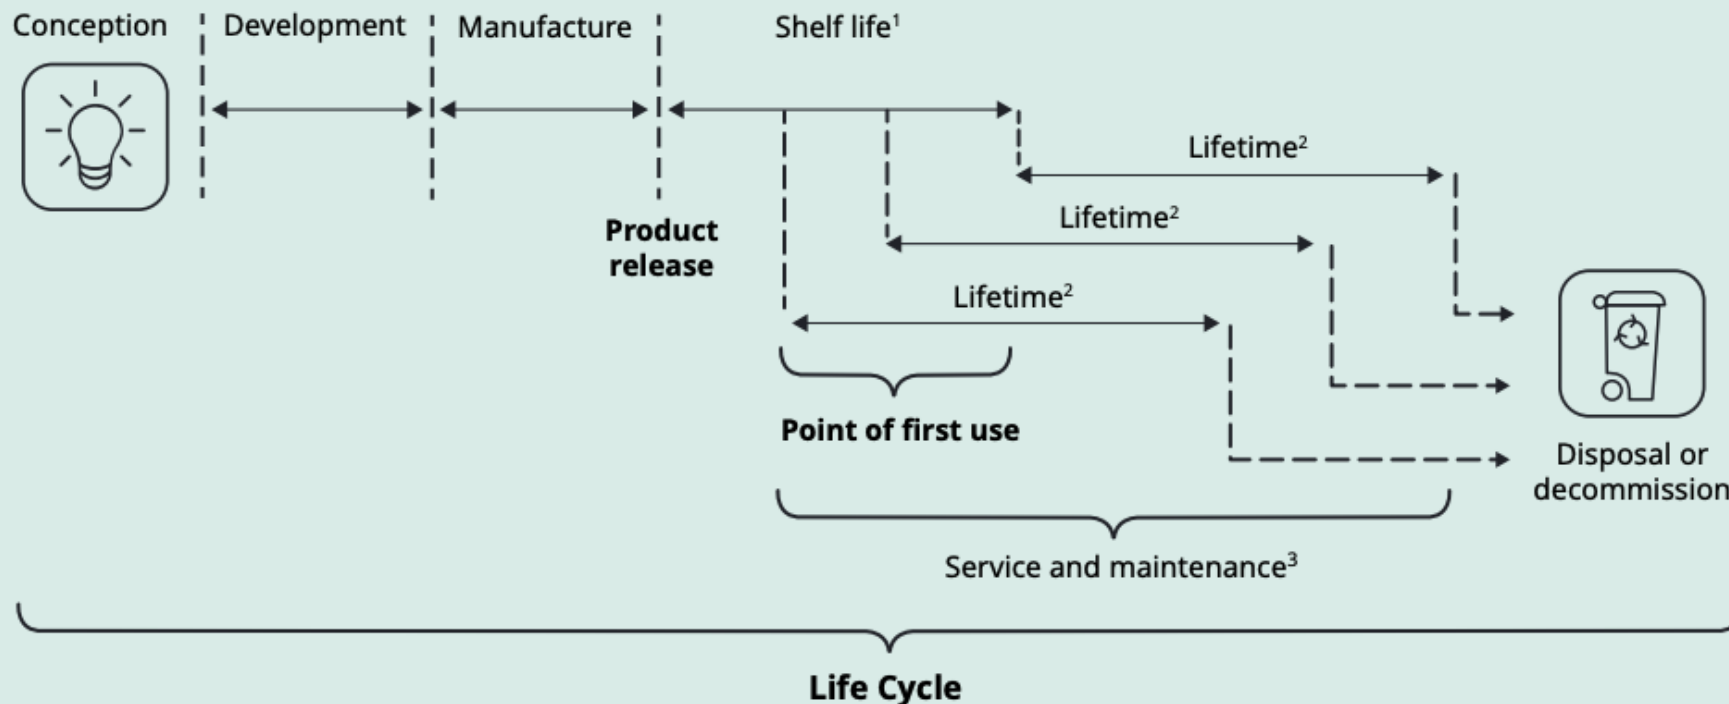 Conception
Development
Manufacture
Shelf life¹
Lifetime²
Lifetime²
Product
release
Lifetime²
Point of first use
Disposal or
decommission
Service and maintenance³
Life Cycle